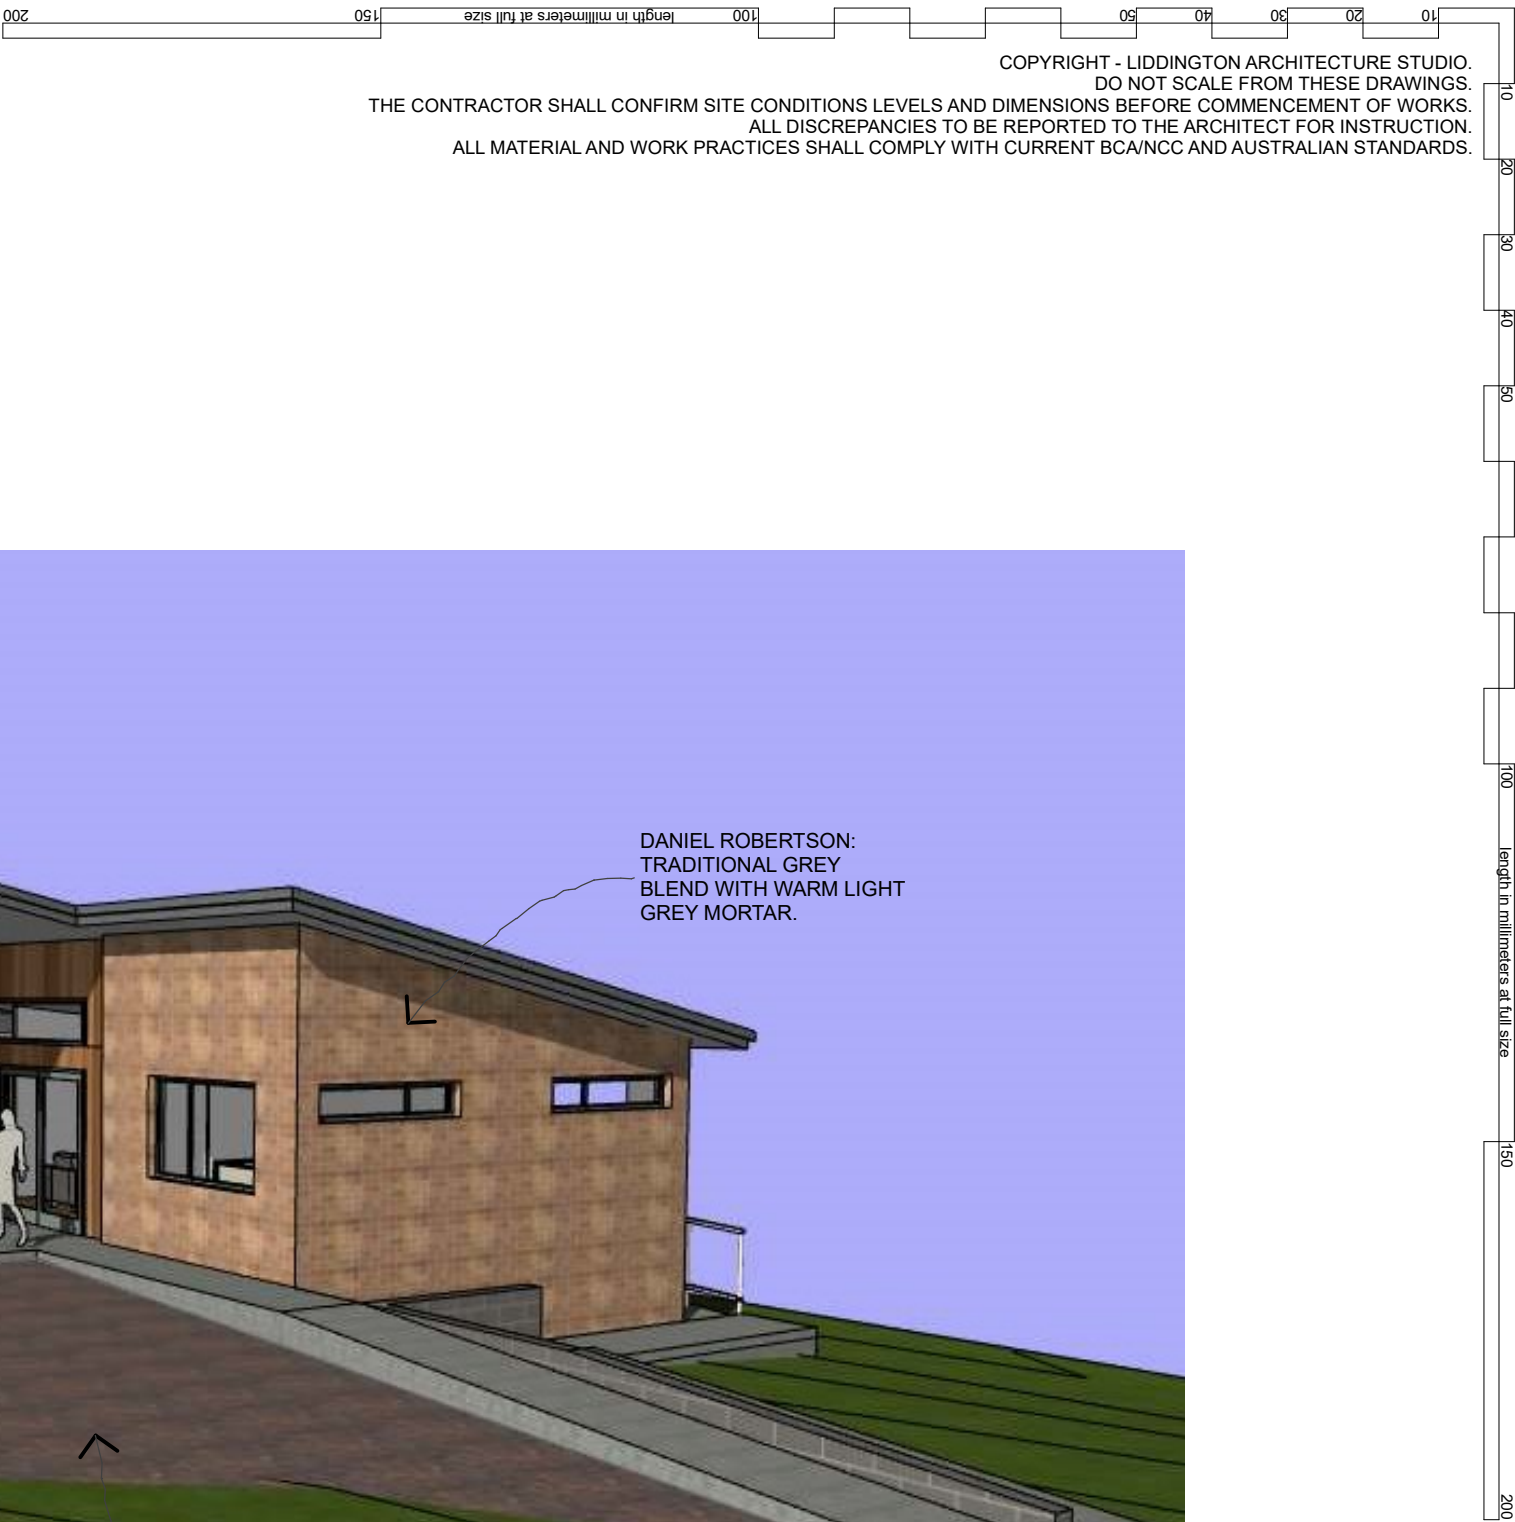 200
150
length in millimeters at full size
100
50
40
30
20
10
COPYRIGHT - LIDDINGTON ARCHITECTURE STUDIO.
DO NOT SCALE FROM THESE DRAWINGS.
THE CONTRACTOR SHALL CONFIRM SITE CONDITIONS LEVELS AND DIMENSIONS BEFORE COMMENCEMENT OF WORKS.
ALL DISCREPANCIES TO BE REPORTED TO THE ARCHITECT FOR INSTRUCTION.
ALL MATERIAL AND WORK PRACTICES SHALL COMPLY WITH CURRENT BCA/NCC AND AUSTRALIAN STANDARDS.
10
20
30
40
50
100
length in millimeters at full size
150
200
DANIEL ROBERTSON:
TRADITIONAL GREY
BLEND WITH WARM LIGHT
GREY MORTAR.